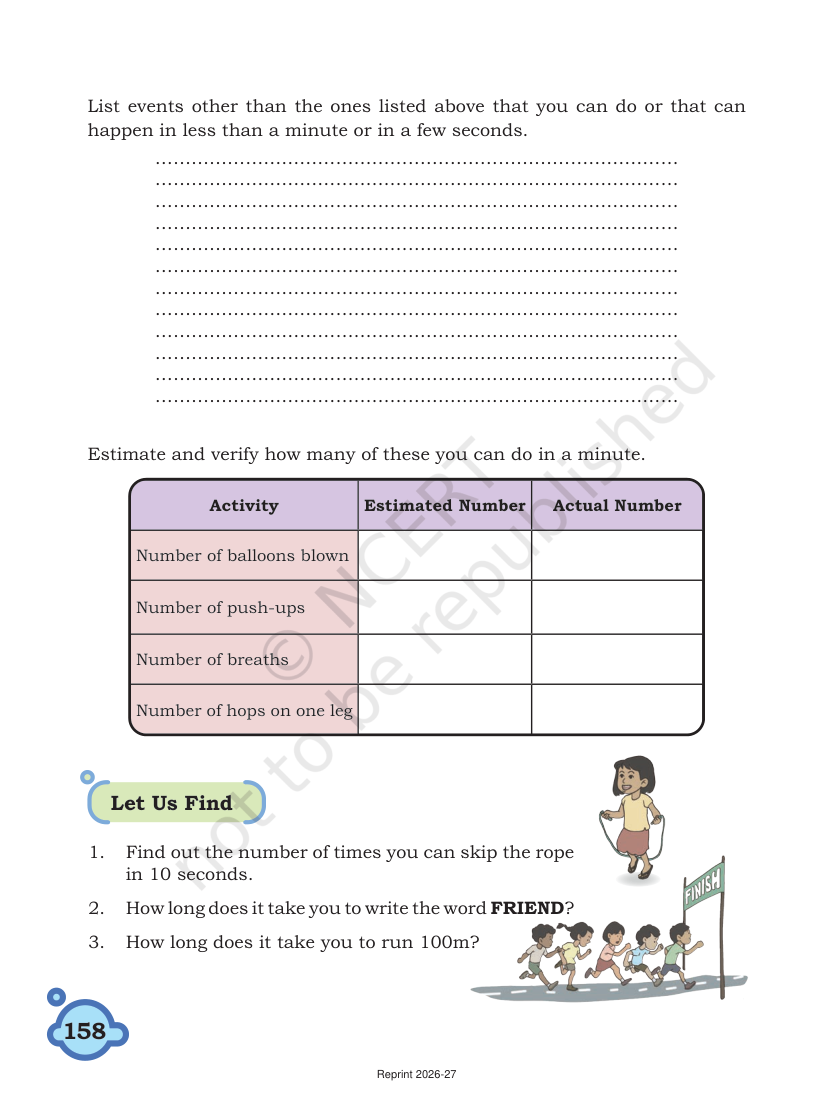 List events other than the ones listed above that you can do or that can
happen in less than a minute or in a few seconds.
.......................................................................................
.......................................................................................
.......................................................................................
.......................................................................................
.......................................................................................
.......................................................................................
.......................................................................................
.......................................................................................
.......................................................................................
.......................................................................................
.......................................................................................
.......................................................................................
Estimate and verify how many of these you can do in a minute.
Activity Estimated Number Actual Number
Number of balloons blown
Number of push-ups
Number of breaths
Number of hops on one leg
© NCERT
not to be republished
Let Us Find
1. Find out the number of times you can skip the rope
in 10 seconds.
2. How long does it take you to write the word FRIEND?
3. How long does it take you to run 100m?
FINISH
158
Reprint 2026-27